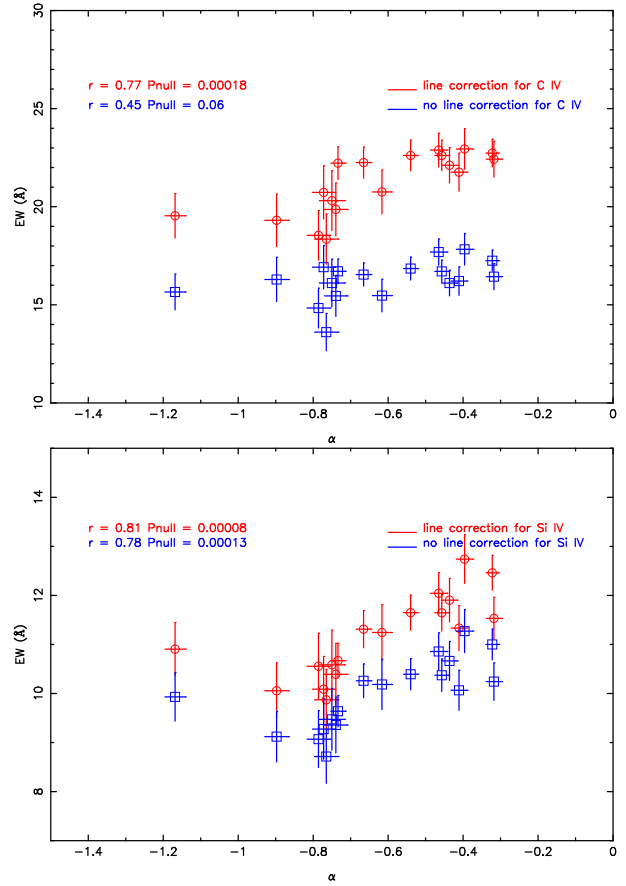 30
25
20
15
10
EW (Å)
r = 0.77 Pnull = 0.00018
r = 0.45 Pnull = 0.06
line correction for C IV
no line correction for C IV
−1.4 −1.2 −1 −0.8 −0.6 −0.4 −0.2 0
α
15
14
12
10
8
EW (Å)
r = 0.81 Pnull = 0.00008
r = 0.78 Pnull = 0.00013
line correction for Si IV
no line correction for Si IV
−1.4 −1.2 −1 −0.8 −0.6 −0.4 −0.2 0
α